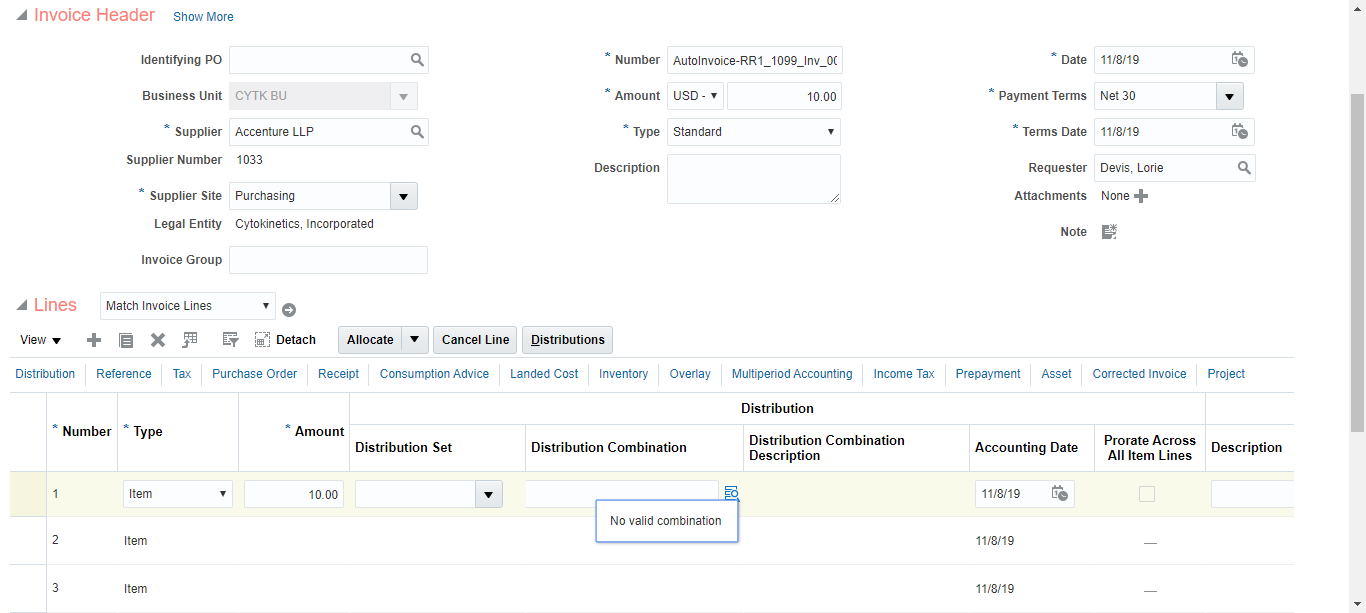 Invoice Header Show More
Identifying PO
* Number AutoInvoice-RR1_1099_Inv_00
* Date 11/8/19
Business Unit CYTK BU
* Amount USD - 10.00
* Payment Terms Net 30
* Supplier Accenture LLP
* Type Standard
* Terms Date 11/8/19
Supplier Number 1033
Description
Requester Devis, Lorie
* Supplier Site Purchasing
Attachments None
Legal Entity Cytokinetics, Incorporated
Note
Invoice Group
Lines Match Invoice Lines
View Detach Allocate Cancel Line Distributions
Distribution Reference Tax Purchase Order Receipt Consumption Advice Landed Cost Inventory Overlay Multiperiod Accounting Income Tax Prepayment Asset Corrected Invoice Project
Distribution
* Number * Type * Amount Distribution Set Distribution Combination Distribution Combination Description Accounting Date Prorate Across All Item Lines Description
1 Item 10.00 11/8/19
No valid combination
2 Item 11/8/19 —
3 Item 11/8/19 —